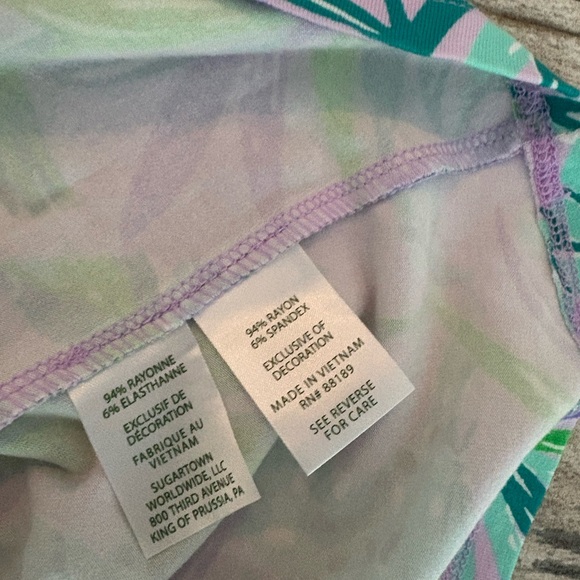 94% RAYONNE
6% ELASTHANNE
EXCLUSIF DE
DÉCORATION
FABRIQUE AU
VIETNAM
SUGARTOWN
WORLDWIDE, LLC
800 THIRD AVENUE
KING OF PRUSSIA, PA
94% RAYON
6% SPANDEX
EXCLUSIVE OF
DECORATION
MADE IN VIETNAM
RN# 88189
SEE REVERSE
FOR CARE